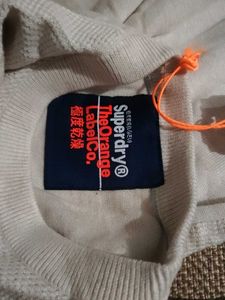 Superdry®
TheOrange
LabelCo.
極度乾燥